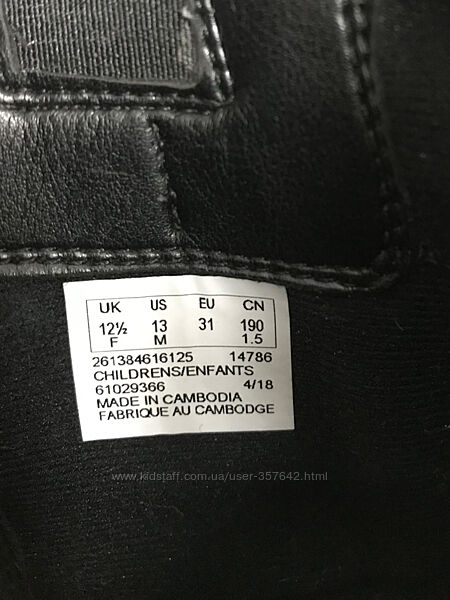 UK US EU CN
12½ 13 31 190
F M 1.5
261384616125 14786
CHILDRENS/ENFANTS
61029366 4/18
MADE IN CAMBODIA
FABRIQUE AU CAMBODGE
www.kidstaff.com.ua/user-357642.html